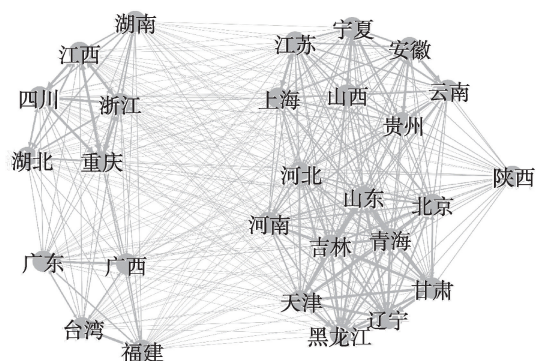 湖南
江西
四川
浙江
湖北
重庆
广东
广西
台湾
福建
江苏
宁夏
安徽
上海
山西
云南
贵州
河北
陕西
山东
北京
河南
吉林
青海
天津
甘肃
辽宁
黑龙江